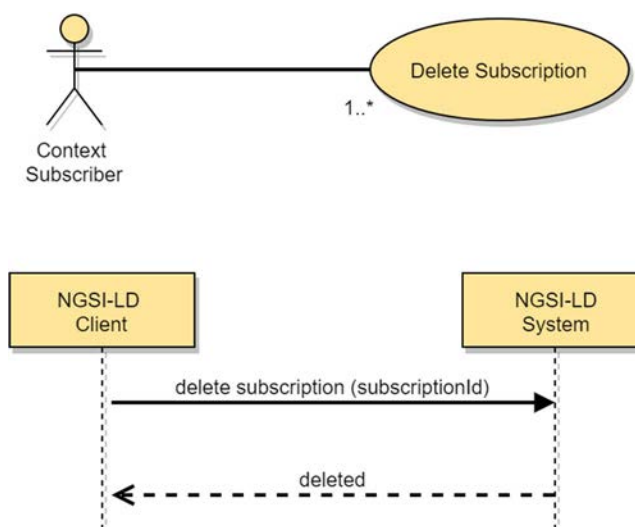 Delete Subscription
1..*
Context
Subscriber
NGSI-LD
Client
NGSI-LD
System
delete subscription (subscriptionId)
deleted